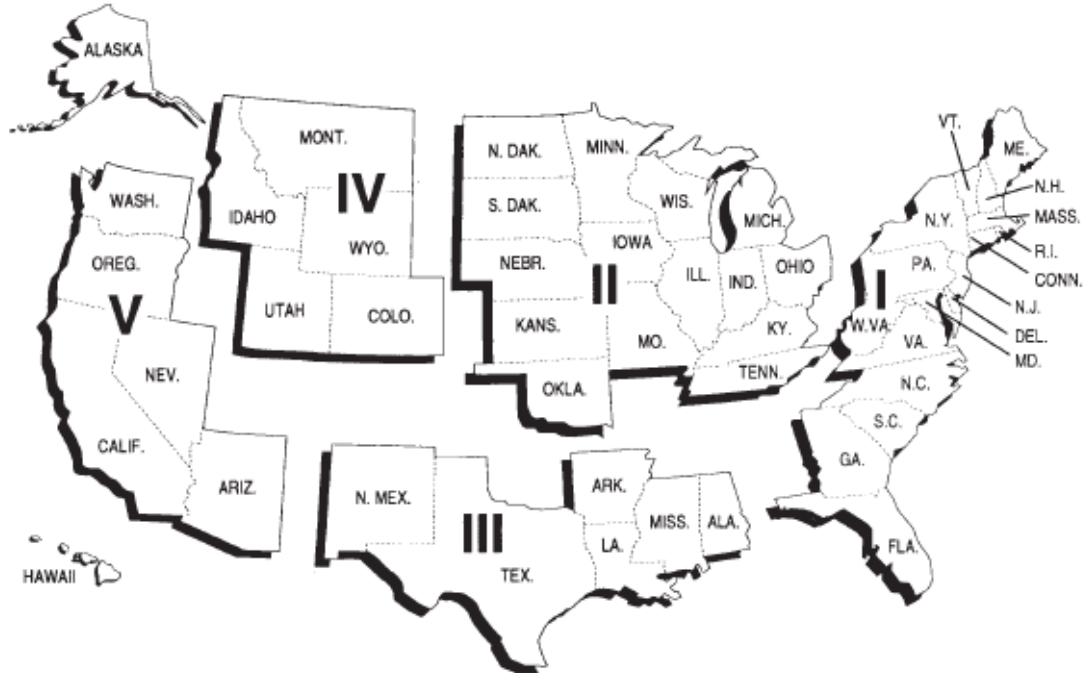 ALASKA
VT.
ME.
MONT.
N. DAK.
MINN.
N.H.
WASH.
IV
WIS.
MASS.
IDAHO
S. DAK.
MICH.
N.Y.
WYO.
IOWA
R.I.
OREG.
NEBR.
OHIO
PA.
CONN.
II
ILL.
IND.
I
UTAH
COLO.
N.J.
V
KANS.
KY.
W.VA.
DEL.
MO.
VA.
MD.
NEV.
TENN.
N.C.
OKLA.
S.C.
CALIF.
GA.
ARIZ.
ARK.
N. MEX.
MISS.
ALA.
III
LA.
FLA.
HAWAII
TEX.